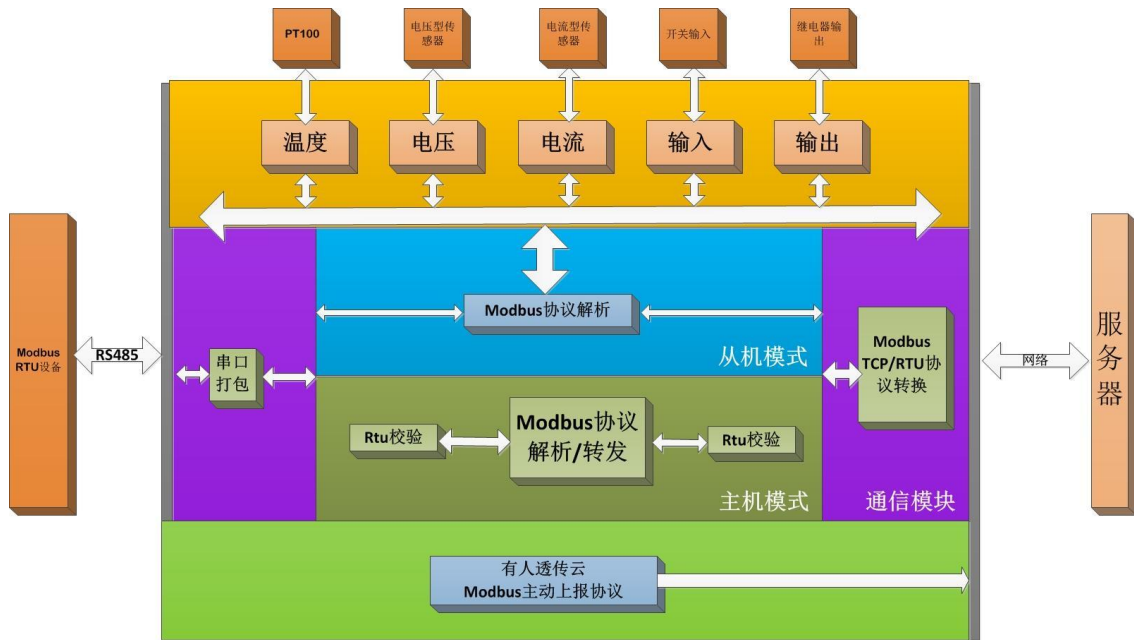 PT100
电压型传
感器
电流型传
感器
开关输入
继电器输
出
温度
电压
电流
输入
输出
Modbus
RTU设备
RS485
串口
打包
Modbus协议解析
从机模式
Modbus
TCP/RTU协
议转换
网络
服务器
Rtu校验
Modbus协议
解析/转发
Rtu校验
主机模式
通信模块
有人透传云
Modbus主动上报协议